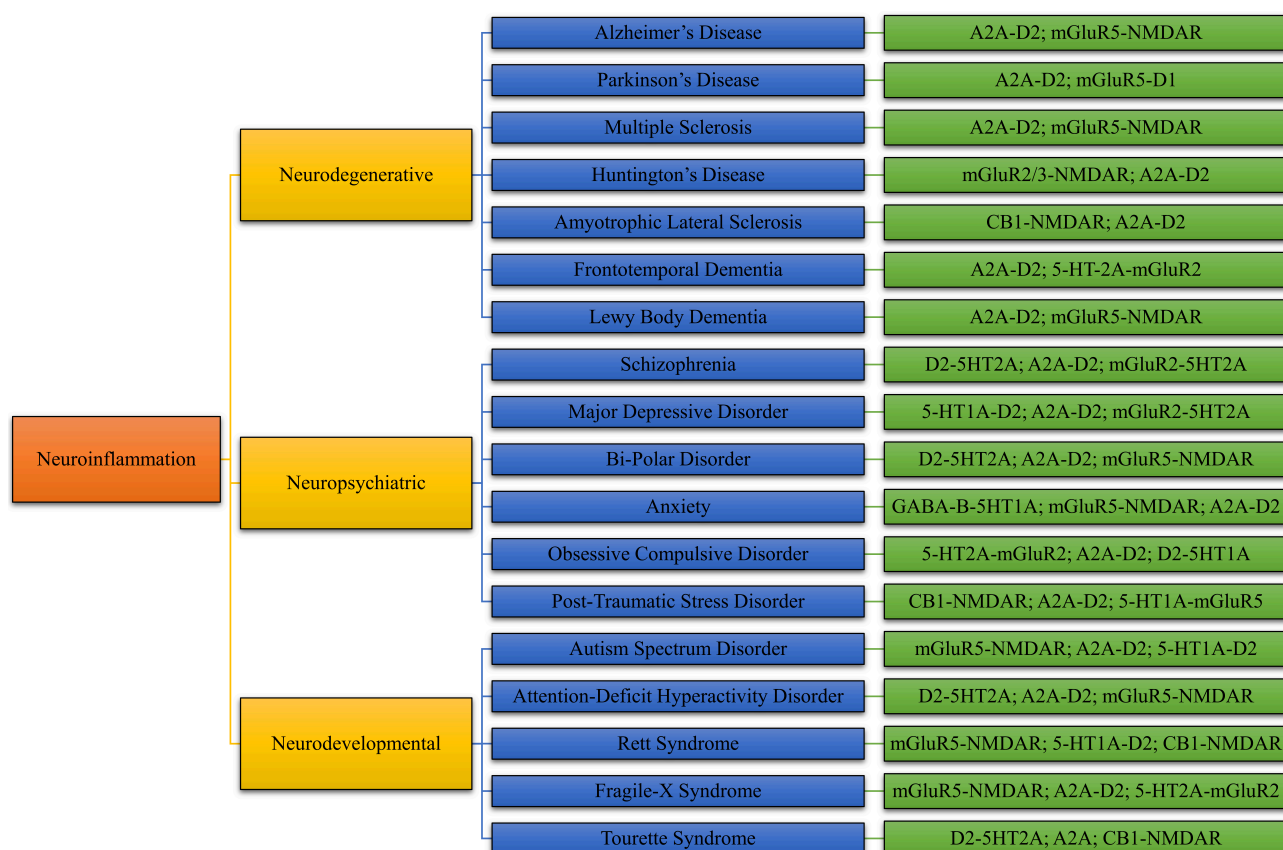 Neuroinflammation
Neurodegenerative
Alzheimer’s Disease
A2A-D2; mGluR5-NMDAR
Parkinson’s Disease
A2A-D2; mGluR5-D1
Multiple Sclerosis
A2A-D2; mGluR5-NMDAR
Huntington’s Disease
mGluR2/3-NMDAR; A2A-D2
Amyotrophic Lateral Sclerosis
CB1-NMDAR; A2A-D2
Frontotemporal Dementia
A2A-D2; 5-HT-2A-mGluR2
Lewy Body Dementia
A2A-D2; mGluR5-NMDAR
Neuropsychiatric
Schizophrenia
D2-5HT2A; A2A-D2; mGluR2-5HT2A
Major Depressive Disorder
5-HT1A-D2; A2A-D2; mGluR2-5HT2A
Bi-Polar Disorder
D2-5HT2A; A2A-D2; mGluR5-NMDAR
Anxiety
GABA-B-5HT1A; mGluR5-NMDAR; A2A-D2
Obsessive Compulsive Disorder
5-HT2A-mGluR2; A2A-D2; D2-5HT1A
Post-Traumatic Stress Disorder
CB1-NMDAR; A2A-D2; 5-HT1A-mGluR5
Neurodevelopmental
Autism Spectrum Disorder
mGluR5-NMDAR; A2A-D2; 5-HT1A-D2
Attention-Deficit Hyperactivity Disorder
D2-5HT2A; A2A-D2; mGluR5-NMDAR
Rett Syndrome
mGluR5-NMDAR; 5-HT1A-D2; CB1-NMDAR
Fragile-X Syndrome
mGluR5-NMDAR; A2A-D2; 5-HT2A-mGluR2
Tourette Syndrome
D2-5HT2A; A2A; CB1-NMDAR